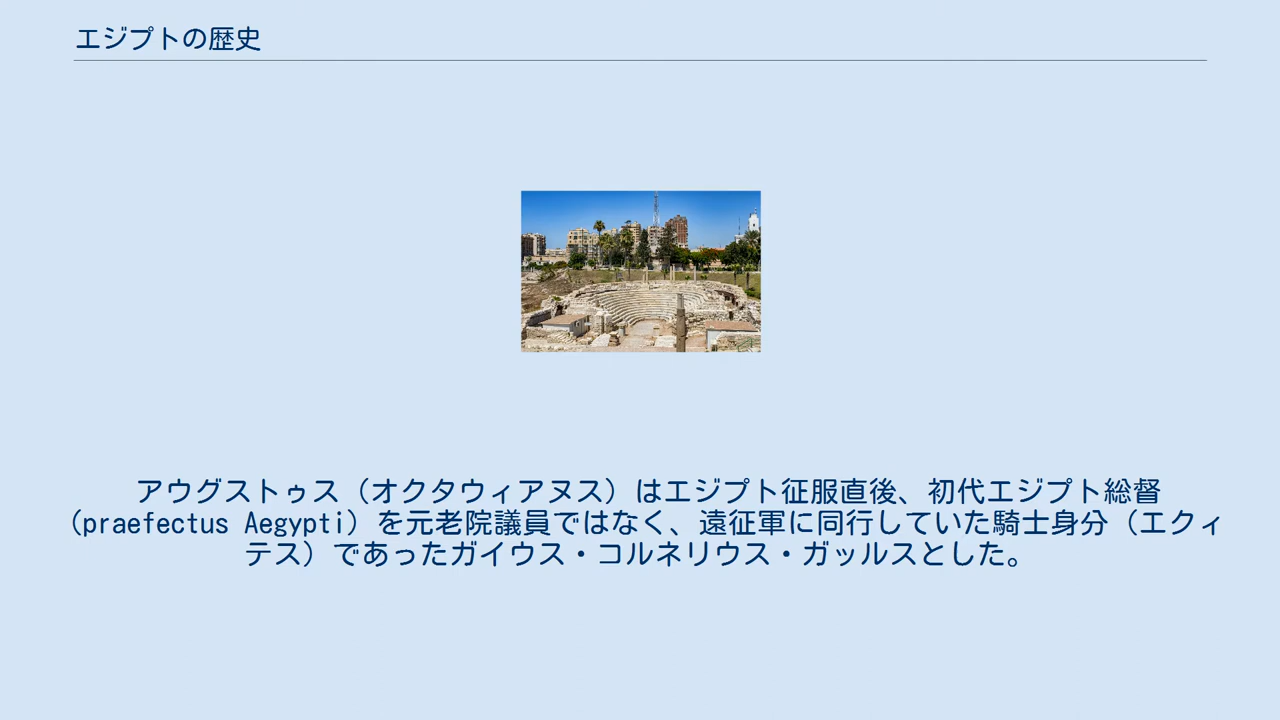 エジプトの歴史
アウグストゥス（オクタウィアヌス）はエジプト征服直後、初代エジプト総督
（praefectus Aegypti）を元老院議員ではなく、遠征軍に同行していた騎士身分（エクィ
テス）であったガイウス・コルネリウス・ガッルスとした。